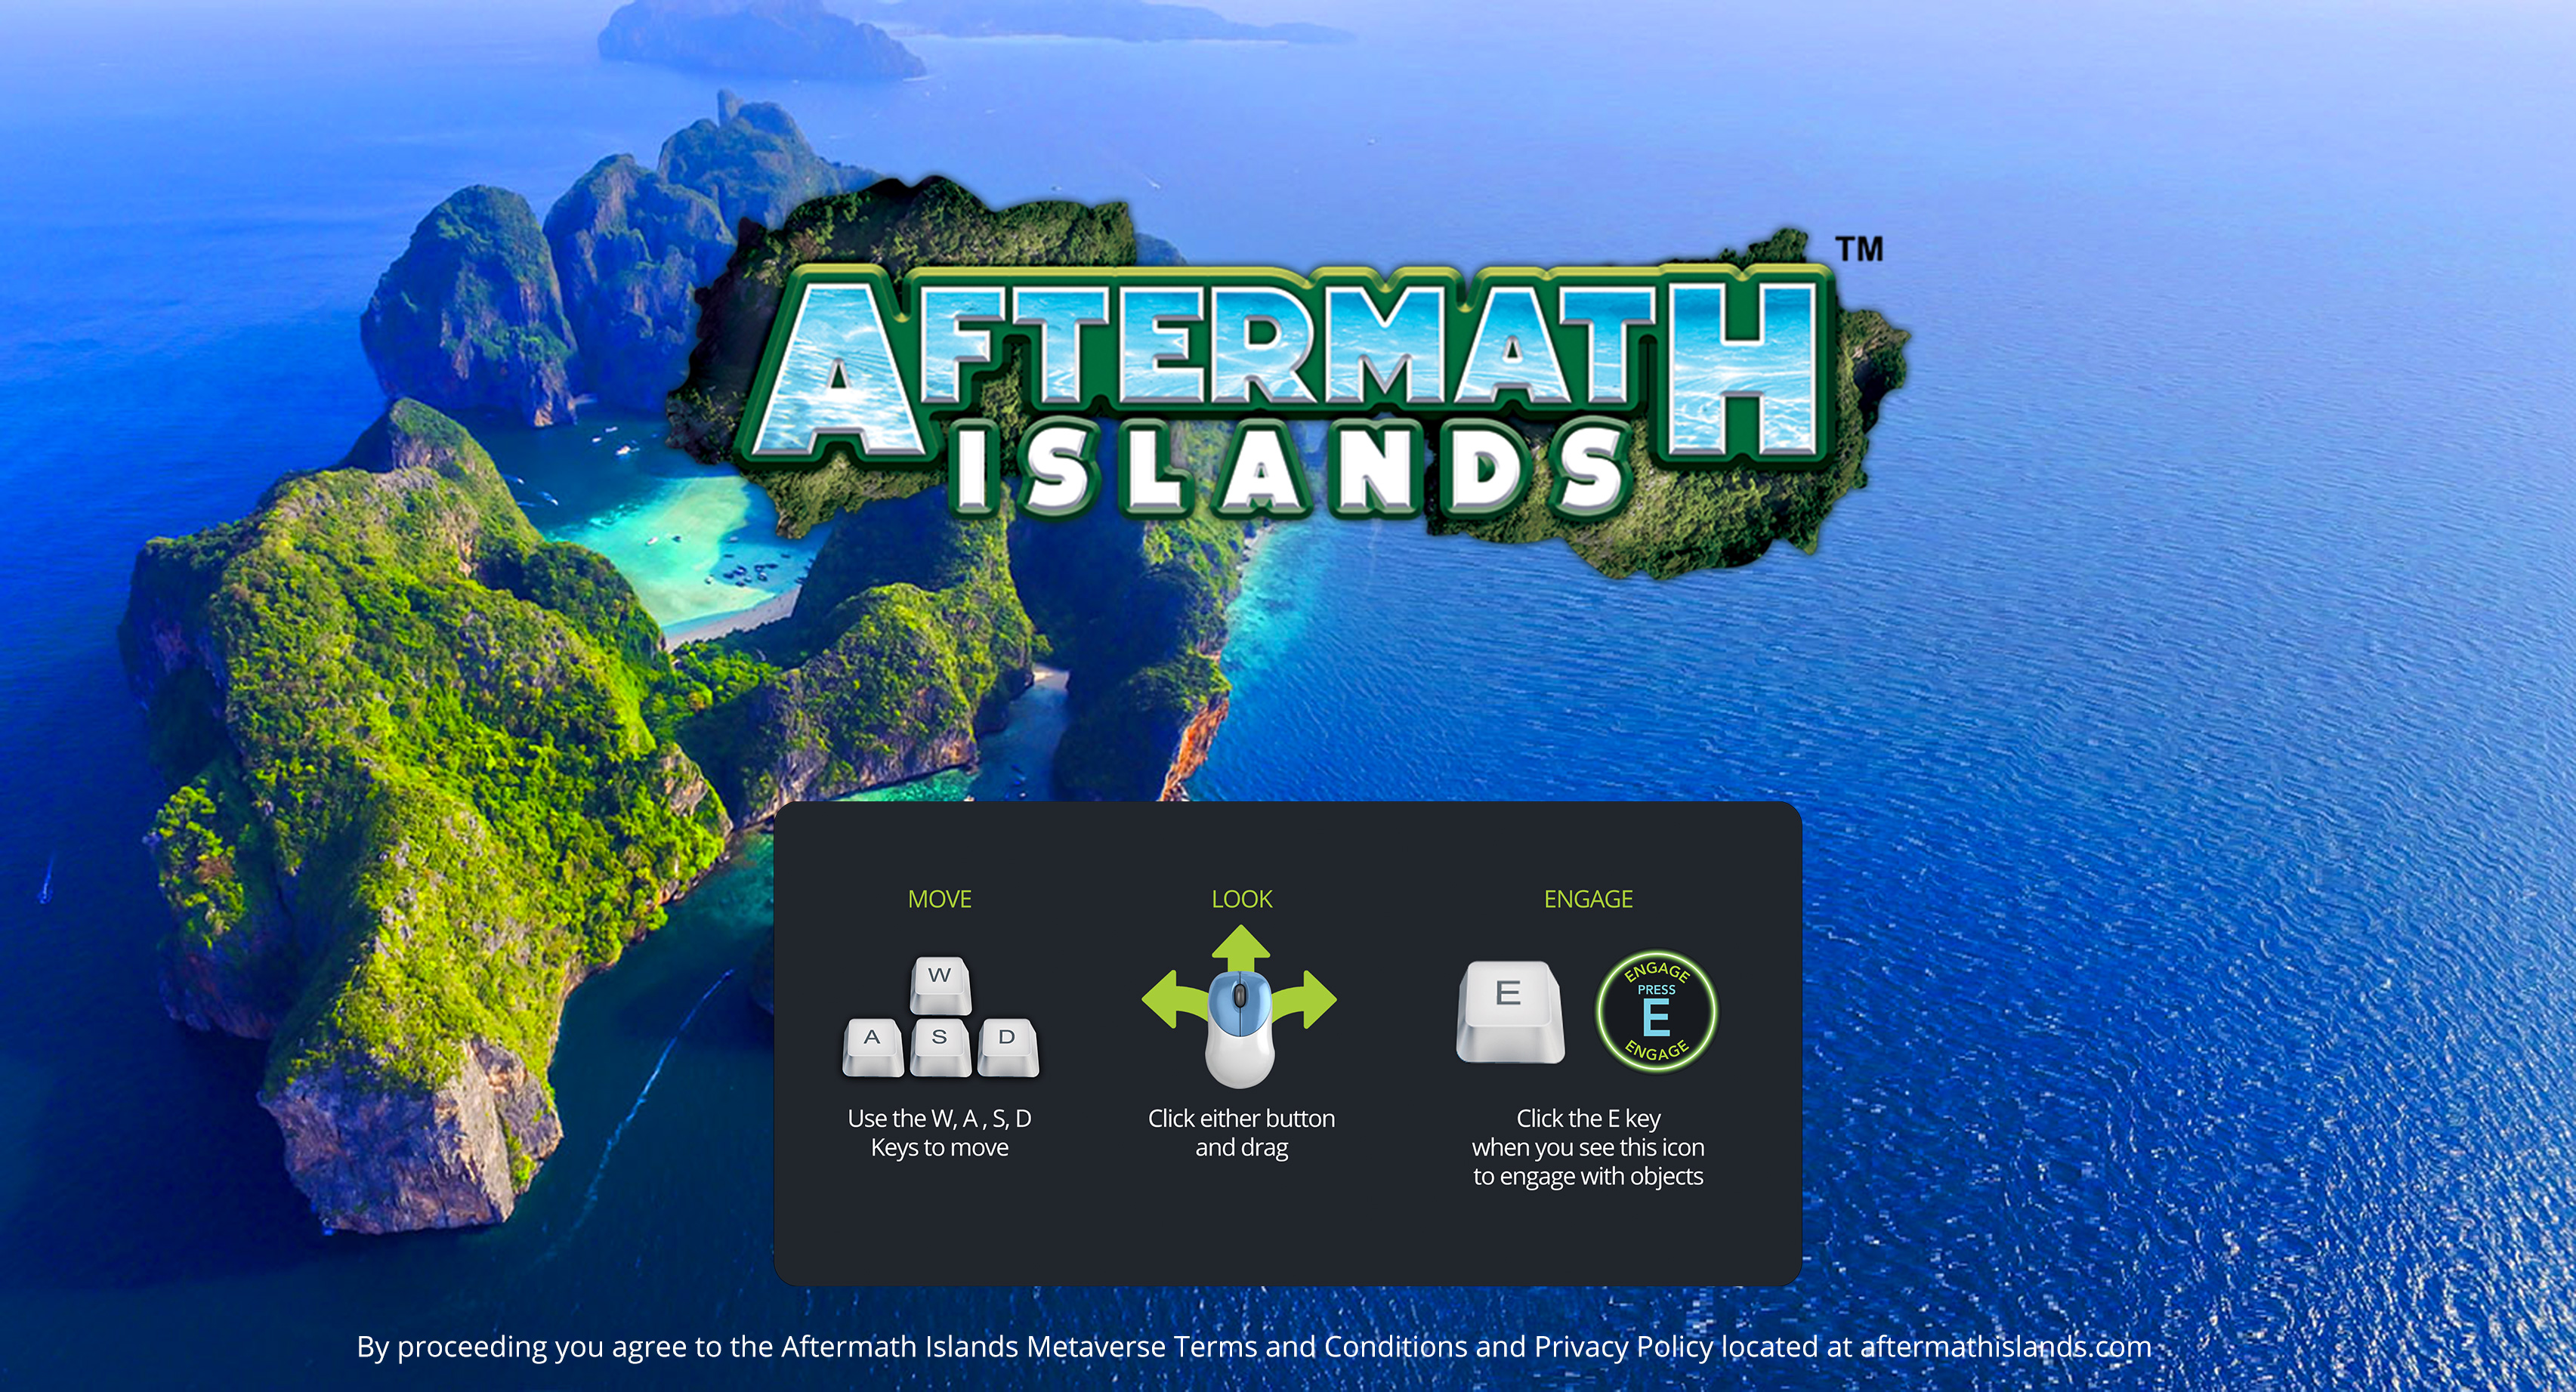 AFTERMATH
ISLANDS
TM
MOVE
W
A S D
Use the W, A , S, D
Keys to move
LOOK
Click either button
and drag
ENGAGE
E
ENGAGE
PRESS
E
ENGAGE
Click the E key
when you see this icon
to engage with objects
By proceeding you agree to the Aftermath Islands Metaverse Terms and Conditions and Privacy Policy located at aftermathislands.com